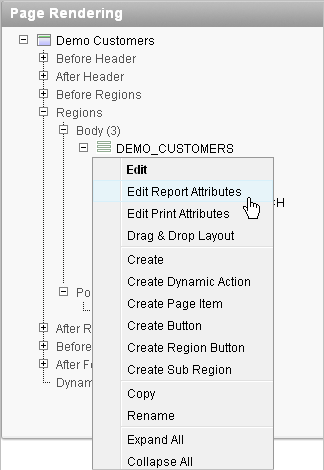 Page Rendering
Demo Customers
Before Header
After Header
Before Regions
Regions
Body (3)
DEMO_CUSTOMERS
Edit
Edit Report Attributes
Edit Print Attributes
Drag & Drop Layout
Create
Create Dynamic Action
Create Page Item
Create Button
Create Region Button
Create Sub Region
Copy
Rename
Expand All
Collapse All
CH
Po
After R
Before
After Fo
Dynam